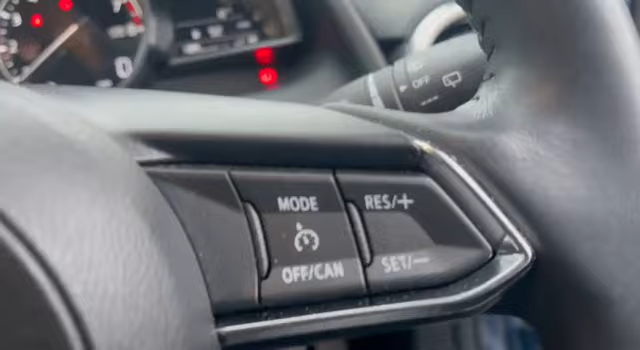 OFF
MODE
RES/+
OFF/CAN
SET/−